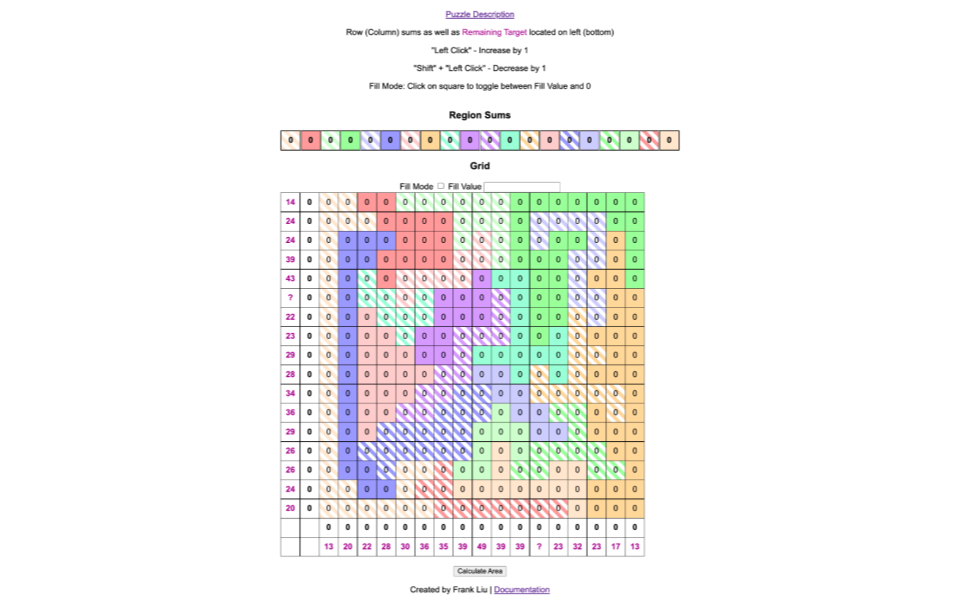 Puzzle Description
Row (Column) sums as well as Remaining Target located on left (bottom)
"Left Click" - Increase by 1
"Shift" + "Left Click" - Decrease by 1
Fill Mode: Click on square to toggle between Fill Value and 0
Region Sums
0 0 0 0 0 0 0 0 0 0 0 0 0 0 0 0 0 0 0 0
Grid
Fill Mode Fill Value
14 0 0 0 0 0 0 0 0 0 0 0 0 0 0 0 0 0 0
24 0 0 0 0 0 0 0 0 0 0 0 0 0 0 0 0 0 0
24 0 0 0 0 0 0 0 0 0 0 0 0 0 0 0 0 0 0
39 0 0 0 0 0 0 0 0 0 0 0 0 0 0 0 0 0 0
43 0 0 0 0 0 0 0 0 0 0 0 0 0 0 0 0 0 0
? 0 0 0 0 0 0 0 0 0 0 0 0 0 0 0 0 0 0
22 0 0 0 0 0 0 0 0 0 0 0 0 0 0 0 0 0 0
23 0 0 0 0 0 0 0 0 0 0 0 0 0 0 0 0 0 0
29 0 0 0 0 0 0 0 0 0 0 0 0 0 0 0 0 0 0
28 0 0 0 0 0 0 0 0 0 0 0 0 0 0 0 0 0 0
34 0 0 0 0 0 0 0 0 0 0 0 0 0 0 0 0 0 0
36 0 0 0 0 0 0 0 0 0 0 0 0 0 0 0 0 0 0
29 0 0 0 0 0 0 0 0 0 0 0 0 0 0 0 0 0 0
26 0 0 0 0 0 0 0 0 0 0 0 0 0 0 0 0 0 0
26 0 0 0 0 0 0 0 0 0 0 0 0 0 0 0 0 0 0
24 0 0 0 0 0 0 0 0 0 0 0 0 0 0 0 0 0 0
20 0 0 0 0 0 0 0 0 0 0 0 0 0 0 0 0 0 0
0 0 0 0 0 0 0 0 0 0 0 0 0 0 0 0 0
13 20 22 28 30 36 35 39 49 39 39 ? 23 32 23 17 13
Calculate Area
Created by Frank Liu | Documentation